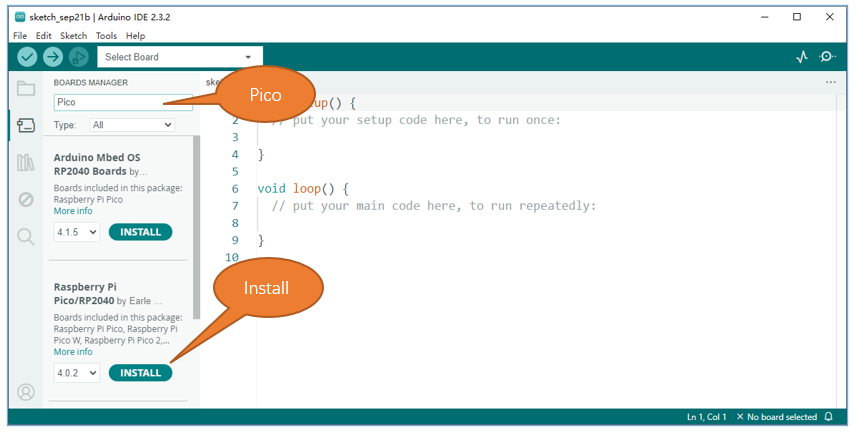 sketch_sep21b | Arduino IDE 2.3.2
File Edit Sketch Tools Help
Select Board
BOARDS MANAGER
Pico
Type: All
Arduino Mbed OS
RP2040 Boards by...
Boards included in this package:
Raspberry Pi Pico
More info
4.1.5 INSTALL
Raspberry Pi
Pico/RP2040 by Earle ...
Boards included in this package:
Raspberry Pi Pico, Raspberry Pi
Pico W, Raspberry Pi Pico 2,...
More info
4.0.2 INSTALL
Pico
Install
up() {
2 // put your setup code here, to run once:
3
4 }
5
6 void loop() {
7 // put your main code here, to run repeatedly:
8
9 }
10
Ln 1, Col 1 × No board selected